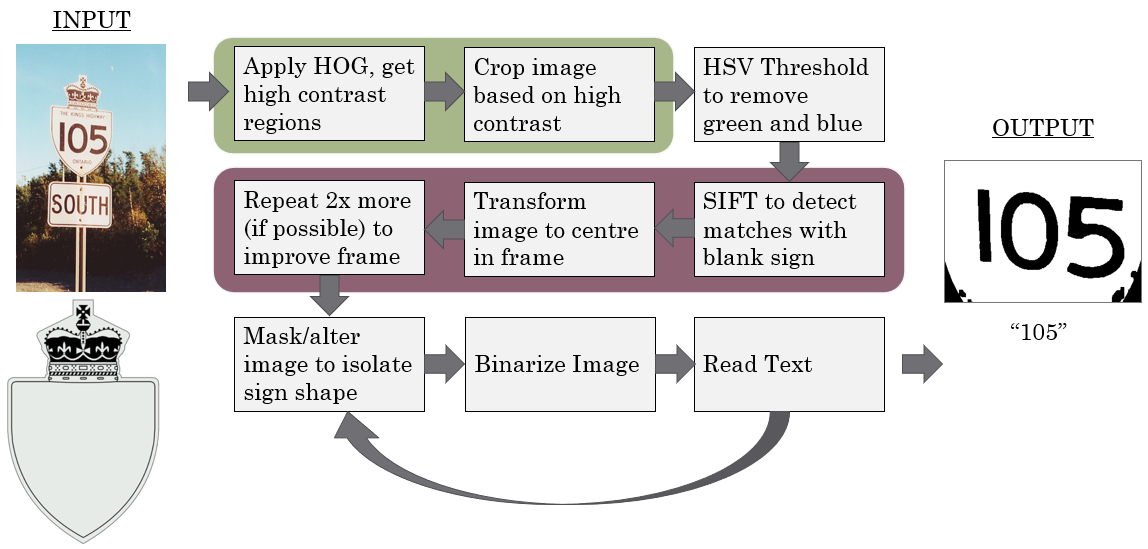 INPUT
THE KING'S HIGHWAY
105
ONTARIO
SOUTH
Apply HOG, get
high contrast
regions
Crop image
based on high
contrast
HSV Threshold
to remove
green and blue
SIFT to detect
matches with
blank sign
Transform
image to centre
in frame
Repeat 2x more
(if possible) to
improve frame
Mask/alter
image to isolate
sign shape
Binarize Image
Read Text
OUTPUT
105
“105”